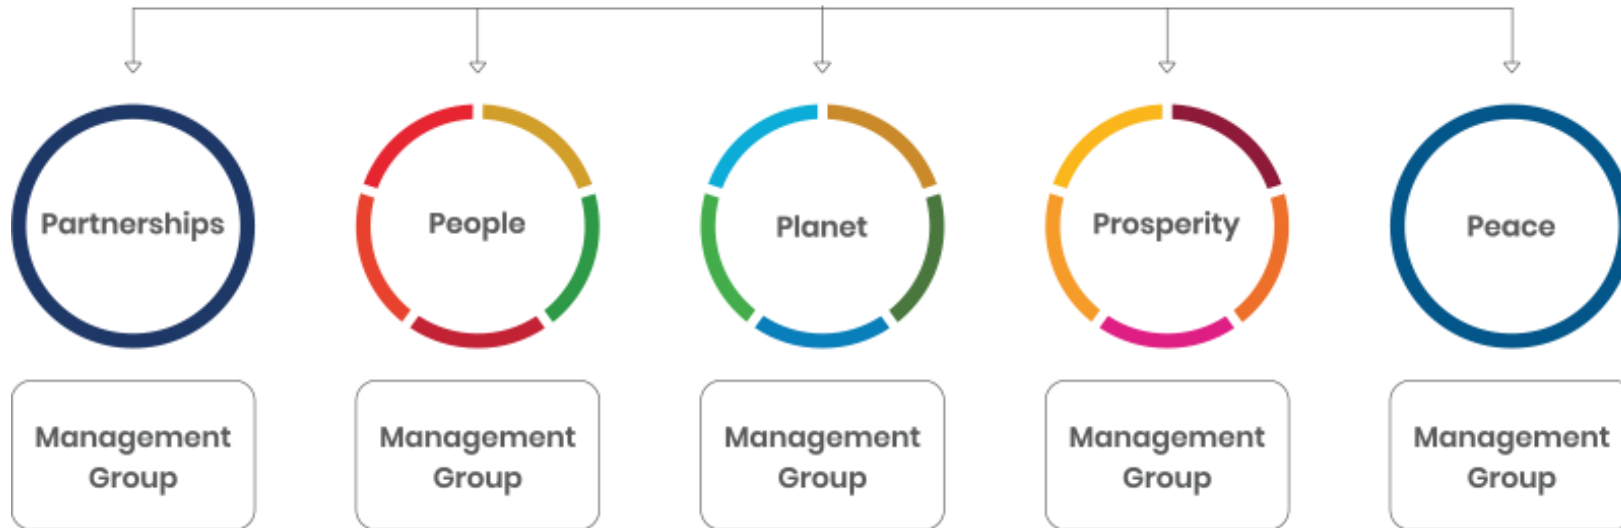 Partnerships
People
Planet
Prosperity
Peace
Management
Group
Management
Group
Management
Group
Management
Group
Management
Group